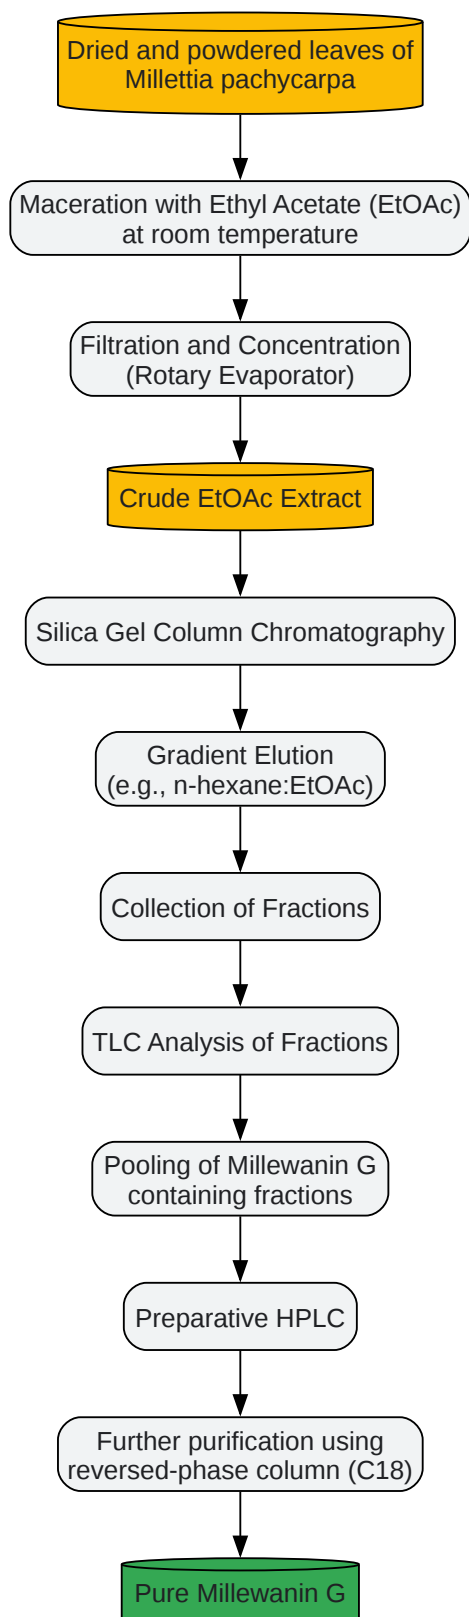 Dried and powdered leaves of
Millettia pachycarpa
Maceration with Ethyl Acetate (EtOAc)
at room temperature
Filtration and Concentration
(Rotary Evaporator)
Crude EtOAc Extract
Silica Gel Column Chromatography
Gradient Elution
(e.g., n-hexane:EtOAc)
Collection of Fractions
TLC Analysis of Fractions
Pooling of Millewanin G
containing fractions
Preparative HPLC
Further purification using
reversed-phase column (C18)
Pure Millewanin G